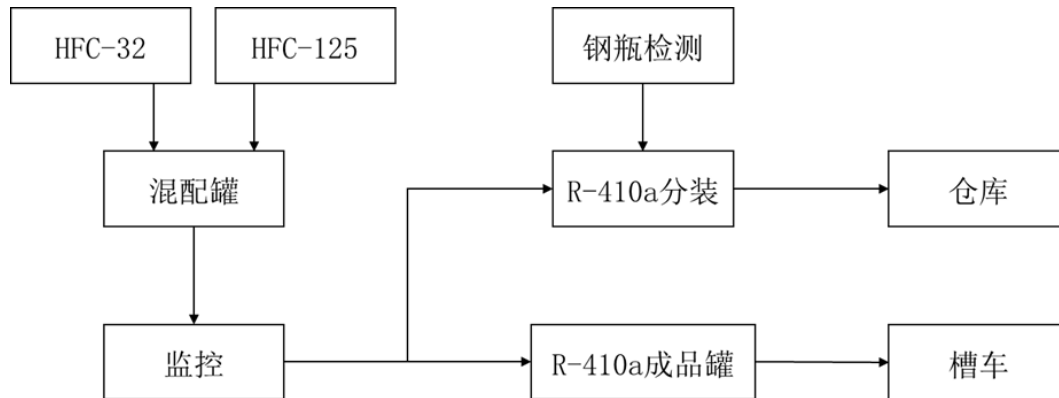 HFC-32
HFC-125
钢瓶检测
混配罐
R-410a分装
仓库
监控
R-410a成品罐
槽车